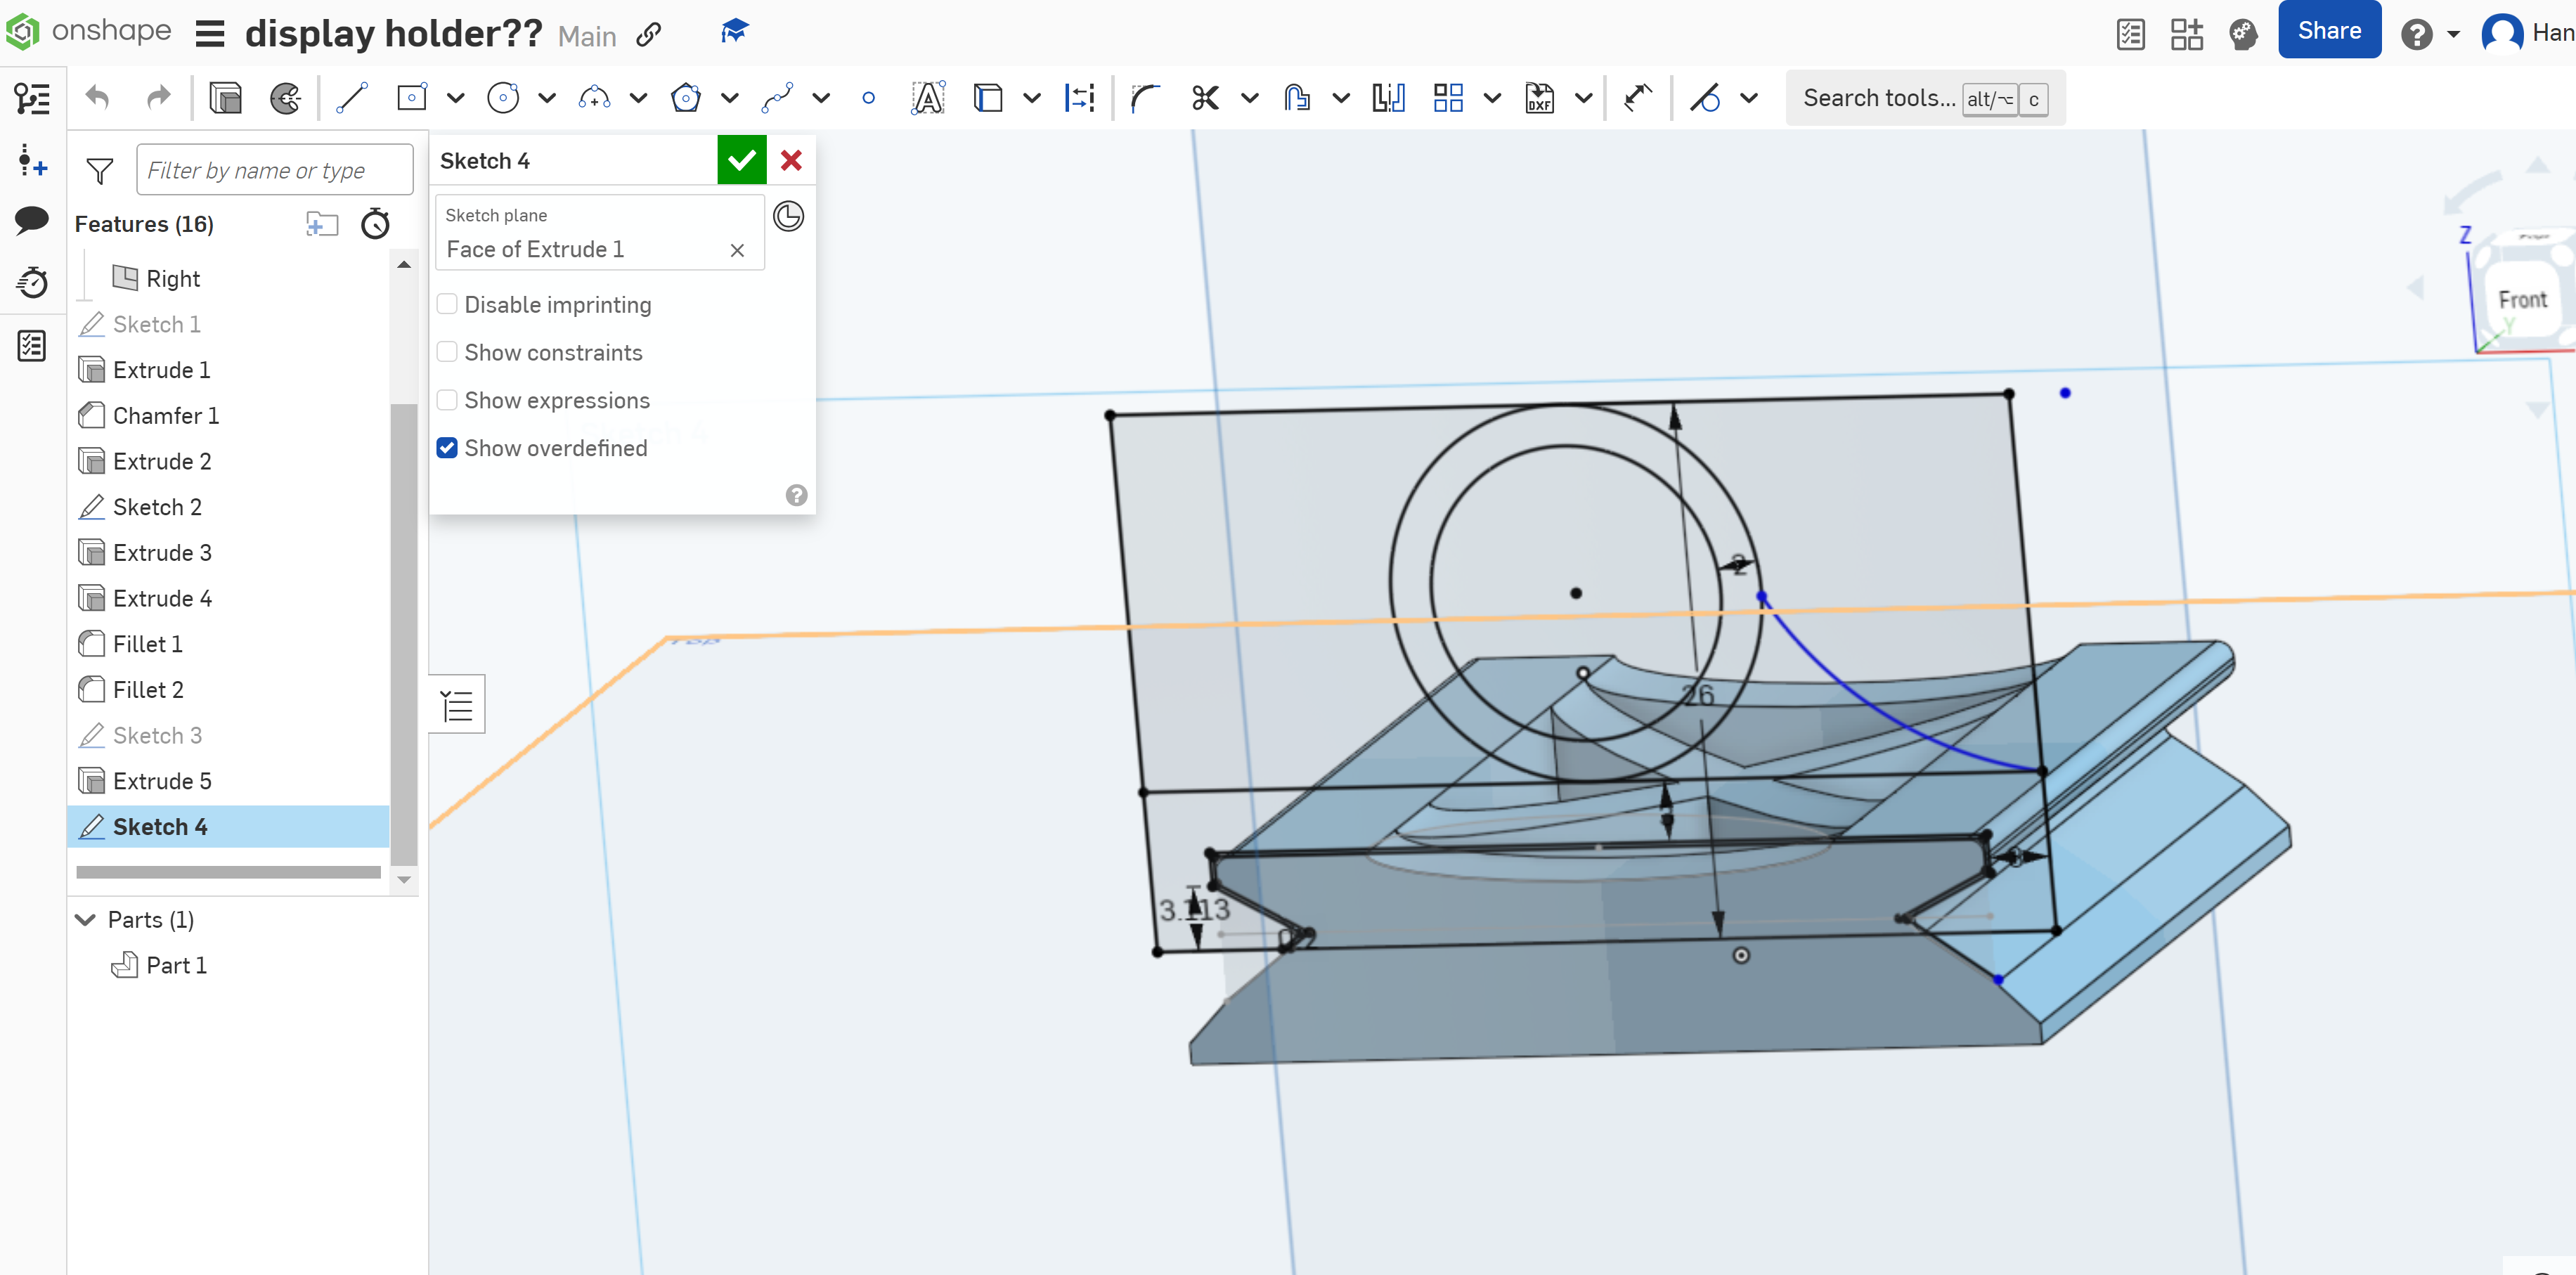 onshape display holder?? Main Share Han
Search tools... alt/⌥ c
Filter by name or type
Features (16)
Right
Sketch 1
Extrude 1
Chamfer 1
Extrude 2
Sketch 2
Extrude 3
Extrude 4
Fillet 1
Fillet 2
Sketch 3
Extrude 5
Sketch 4
Parts (1)
Part 1
Sketch 4
Sketch plane
Face of Extrude 1
Disable imprinting
Show constraints
Show expressions
Show overdefined
Z
Front
Y
Top
2
26
3.113